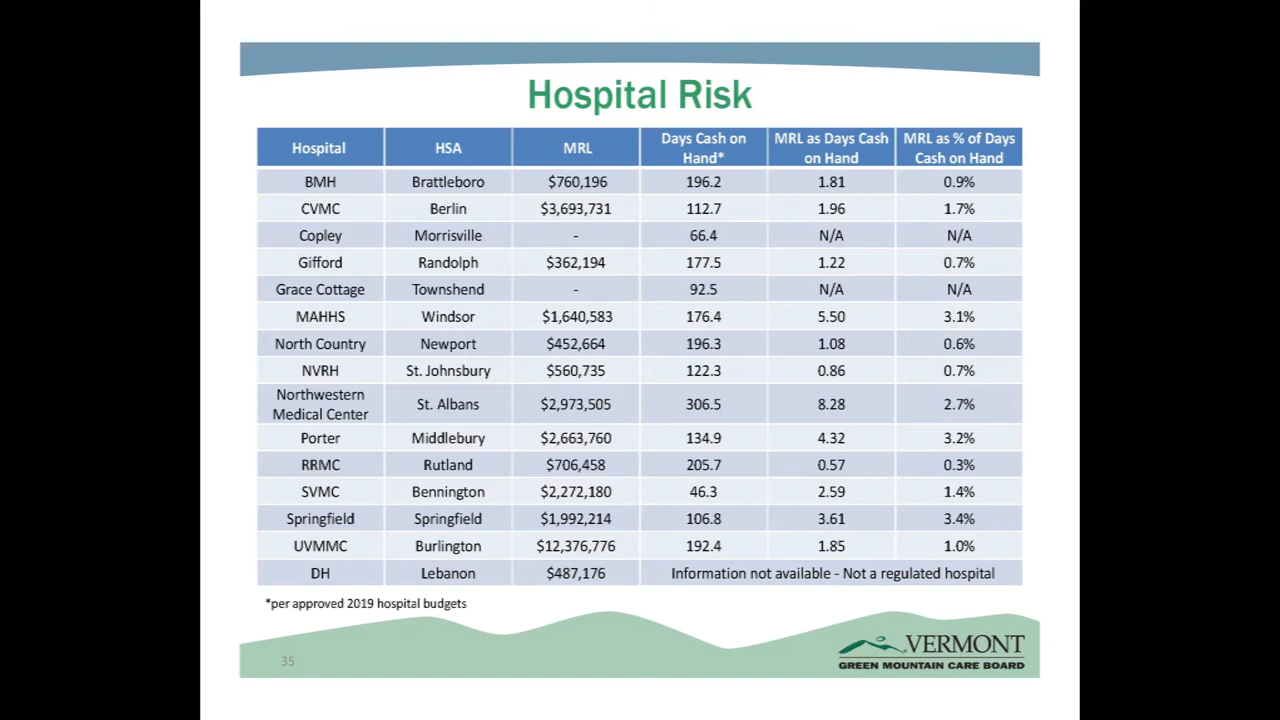 Hospital Risk
Hospital HSA MRL Days Cash on Hand* MRL as Days Cash on Hand MRL as % of Days Cash on Hand
BMH Brattleboro $760,196 196.2 1.81 0.9%
CVMC Berlin $3,693,731 112.7 1.96 1.7%
Copley Morrisville - 66.4 N/A N/A
Gifford Randolph $362,194 177.5 1.22 0.7%
Grace Cottage Townshend - 92.5 N/A N/A
MAHHS Windsor $1,640,583 176.4 5.50 3.1%
North Country Newport $452,664 196.3 1.08 0.6%
NVRH St. Johnsbury $560,735 122.3 0.86 0.7%
Northwestern Medical Center St. Albans $2,973,505 306.5 8.28 2.7%
Porter Middlebury $2,663,760 134.9 4.32 3.2%
RRMC Rutland $706,458 205.7 0.57 0.3%
SVMC Bennington $2,272,180 46.3 2.59 1.4%
Springfield Springfield $1,992,214 106.8 3.61 3.4%
UVMMC Burlington $12,376,776 192.4 1.85 1.0%
DH Lebanon $487,176 Information not available - Not a regulated hospital
*per approved 2019 hospital budgets
35
VERMONT
GREEN MOUNTAIN CARE BOARD